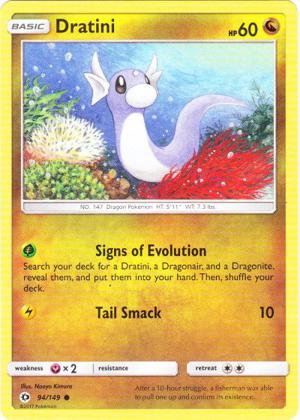 BASIC Dratini HP 60
NO. 147 Dragon Pokémon HT: 5'11" WT: 7.3 lbs.
Signs of Evolution
Search your deck for a Dratini, a Dragonair, and a Dragonite,
reveal them, and put them into your hand. Then, shuffle your
deck.
Tail Smack 10
weakness × 2 resistance retreat
Illus. Naoyo Kimura
94/149
©2017 Pokémon
After a 10-hour struggle, a fisherman
was able to pull one up and
confirm its existence.